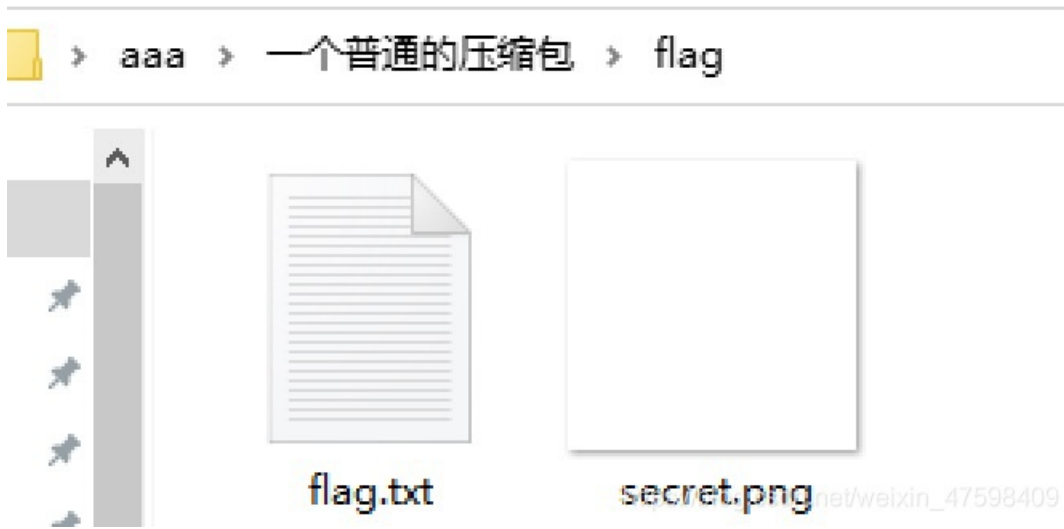 aaa > 一个普通的压缩包 > flag
flag.txt
secret.png
net/weixin_47598409